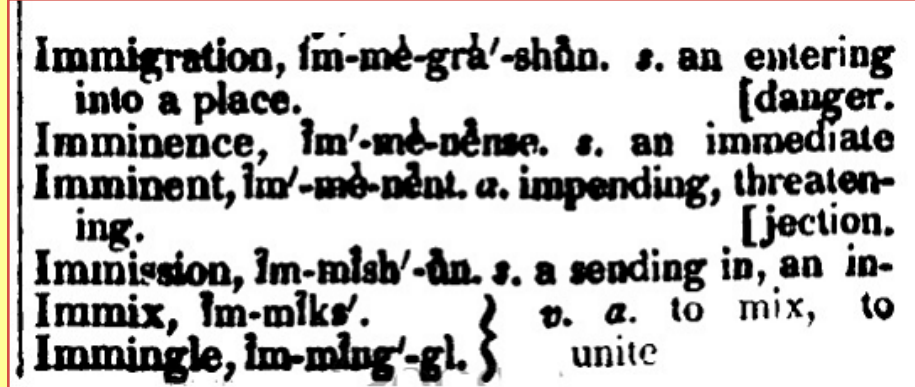 Immigration, ĭm-mè-grà'-shŭn. s. an entering
into a place. [danger.
Imminence, ĭm'-mè-nĕnse. s. an immediate
Imminent, ĭm'-mè-nĕnt. a. impending, threaten-
ing. [jection.
Immission, ĭm-mĭsh'-ŭn. s. a sending in, an in-
Immix, ĭm-mĭks'. } v. a. to mix, to
Immingle, ĭm-mĭng'-gl. } unite